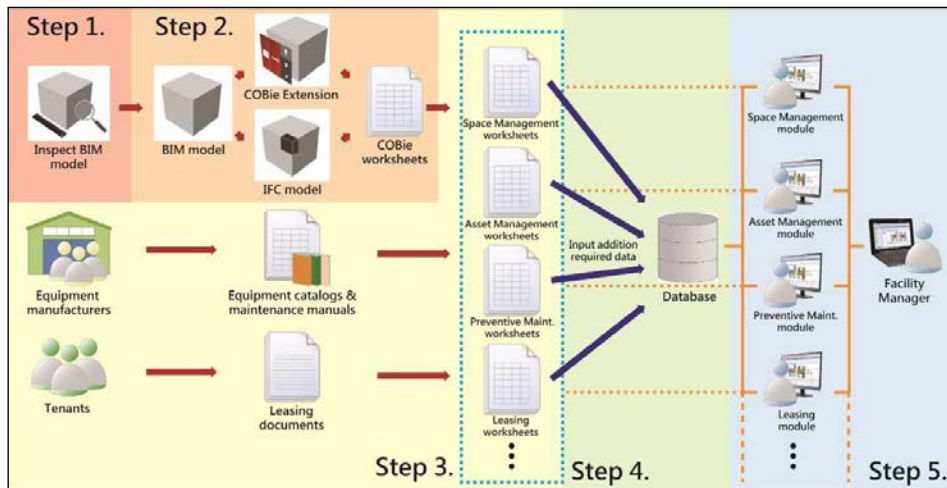 Step 1.
Step 2.
COBie Extension
Inspect BIM
model
BIM model
IFC model
COBie
worksheets
Space Management
worksheets
Asset Management
worksheets
Preventive Maint.
worksheets
Leasing
worksheets
Equipment
manufacturers
Equipment catalogs &
maintenance manuals
Tenants
Leasing
documents
Step 3.
Input addition
required data
Database
Step 4.
Space Management
module
Asset Management
module
Preventive Maint.
module
Leasing
module
Facility
Manager
Step 5.